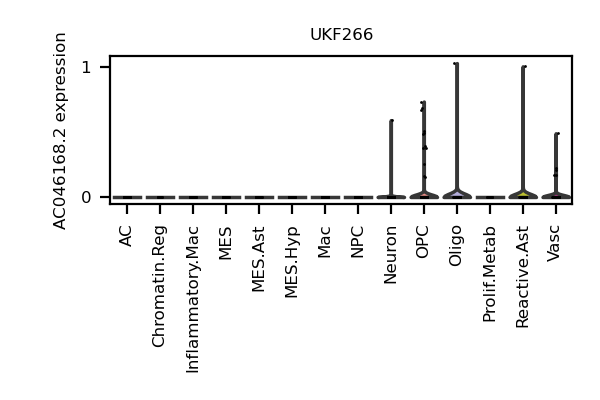 UKF266
AC046168.2 expression
1
0
AC
Chromatin.Reg
Inflammatory.Mac
MES
MES.Ast
MES.Hyp
Mac
NPC
Neuron
OPC
Oligo
Prolif.Metab
Reactive.Ast
Vasc